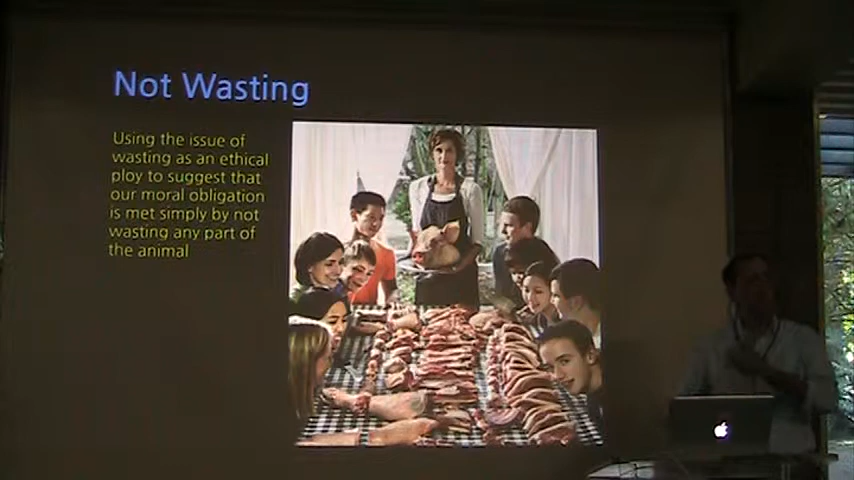 Not Wasting
Using the issue of
wasting as an ethical
ploy to suggest that
our moral obligation
is met simply by not
wasting any part of
the animal